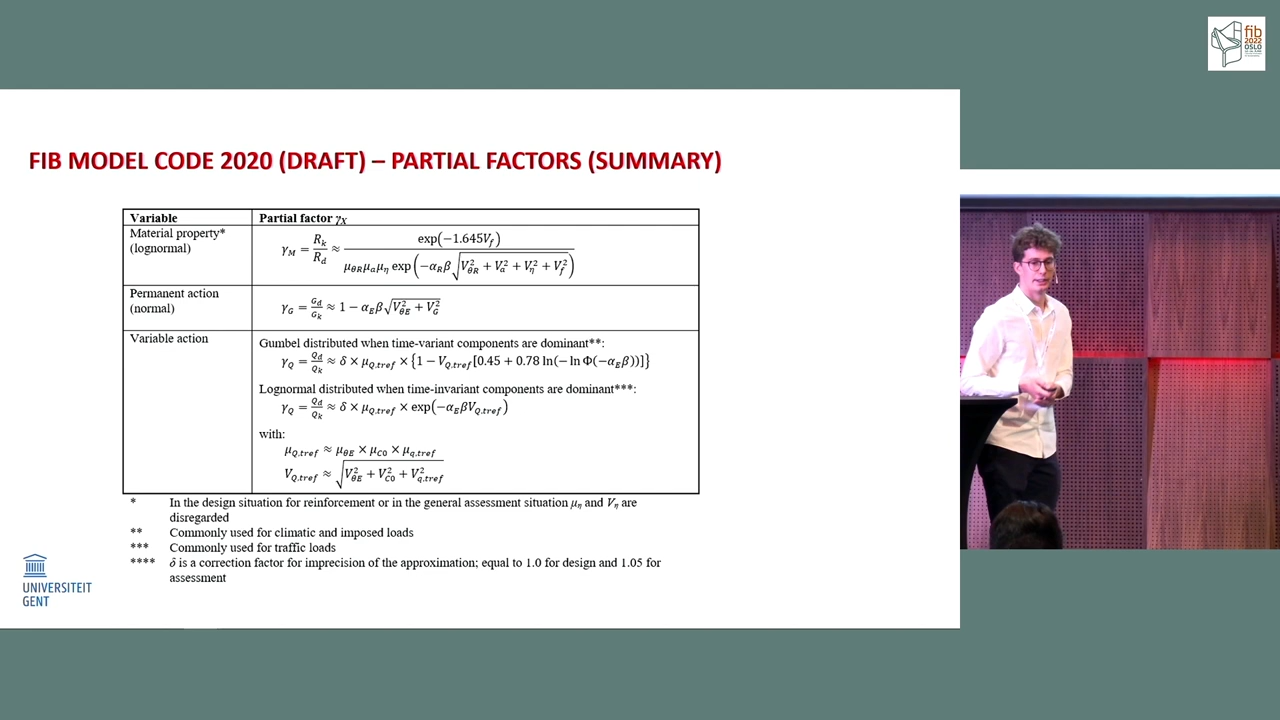 fib
2022
OSLO
FIB MODEL CODE 2020 (DRAFT) – PARTIAL FACTORS (SUMMARY)
Variable Partial factor γX
Material property*
(lognormal)
γM = Rk/Rd ≈ exp(−1.645Vf) / (μθR μa μη exp(−αRβ√(V²θR + V²a + V²η + V²f)))
Permanent action
(normal)
γG = Gd/Gk ≈ 1 − αEβ√(V²θE + V²G)
Variable action
Gumbel distributed when time-variant components are dominant**:
γQ = Qd/Qk ≈ δ × μQ.tref × {1 − VQ.tref[0.45 + 0.78 ln(−ln Φ(−αEβ))]}
Lognormal distributed when time-invariant components are dominant***:
γQ = Qd/Qk ≈ δ × μQ.tref × exp(−αEβVQ.tref)
with:
μQ.tref ≈ μθE × μC0 × μq.tref
VQ.tref ≈ √(V²θE + V²C0 + V²q.tref)
* In the design situation for reinforcement or in the general assessment situation μη and Vη are
disregarded
** Commonly used for climatic and imposed loads
*** Commonly used for traffic loads
**** δ is a correction factor for imprecision of the approximation; equal to 1.0 for design and 1.05 for
assessment
UNIVERSITEIT
GENT